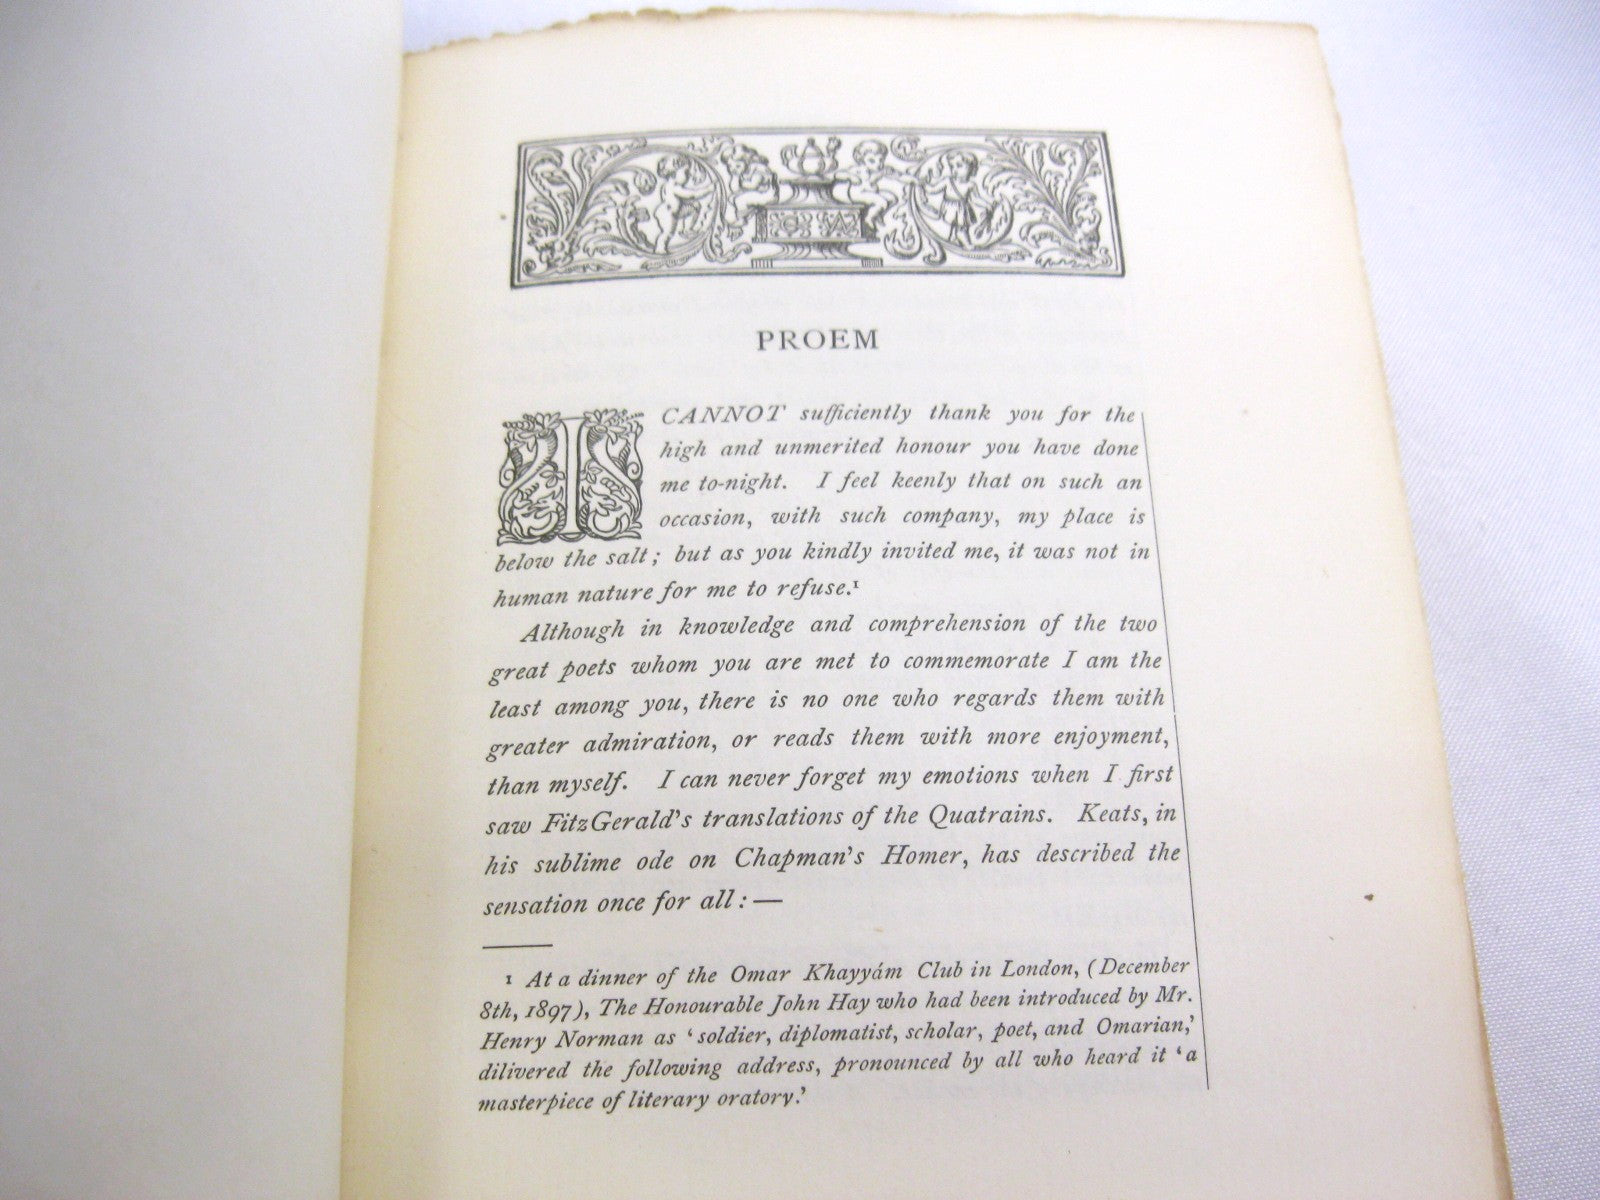 PROEM
I CANNOT sufficiently thank you for the
high and unmerited honour you have done
me to-night. I feel keenly that on such an
occasion, with such company, my place is
below the salt; but as you kindly invited me, it was not in
human nature for me to refuse.¹
Although in knowledge and comprehension of the two
great poets whom you are met to commemorate I am the
least among you, there is no one who regards them with
greater admiration, or reads them with more enjoyment,
than myself. I can never forget my emotions when I first
saw FitzGerald's translations of the Quatrains. Keats, in
his sublime ode on Chapman's Homer, has described the
sensation once for all:—
¹ At a dinner of the Omar Khayyám Club in London, (December
8th, 1897), The Honourable John Hay who had been introduced by Mr.
Henry Norman as 'soldier, diplomatist, scholar, poet, and Omarian,'
dilivered the following address, pronounced by all who heard it 'a
masterpiece of literary oratory.'